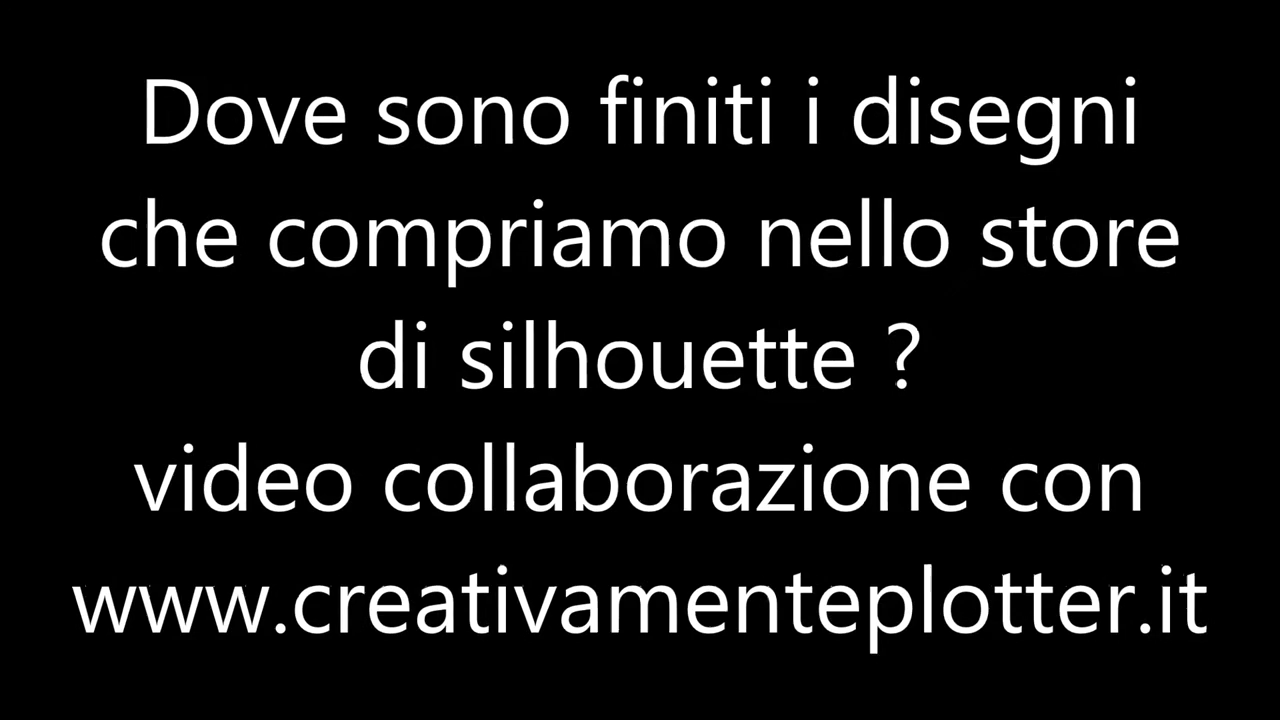 Dove sono finiti i disegni
che compriamo nello store
di silhouette ?
video collaborazione con
www.creativamenteplotter.it